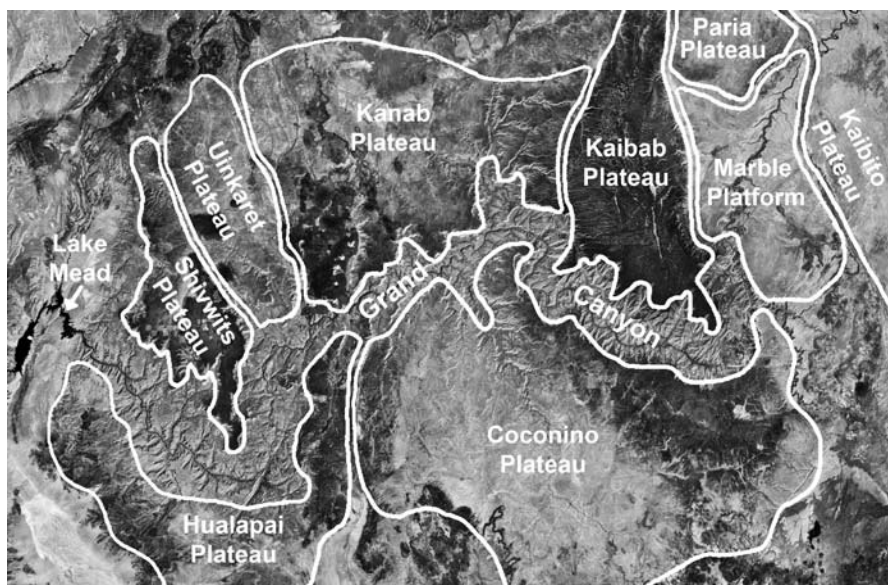 Paria
Plateau
Kanab
Plateau
Kaibab
Plateau
Marble
Platform
Kaibito
Plateau
Uinkaret
Plateau
Lake
Mead
Shivwits
Plateau
Grand
Canyon
Coconino
Plateau
Hualapai
Plateau